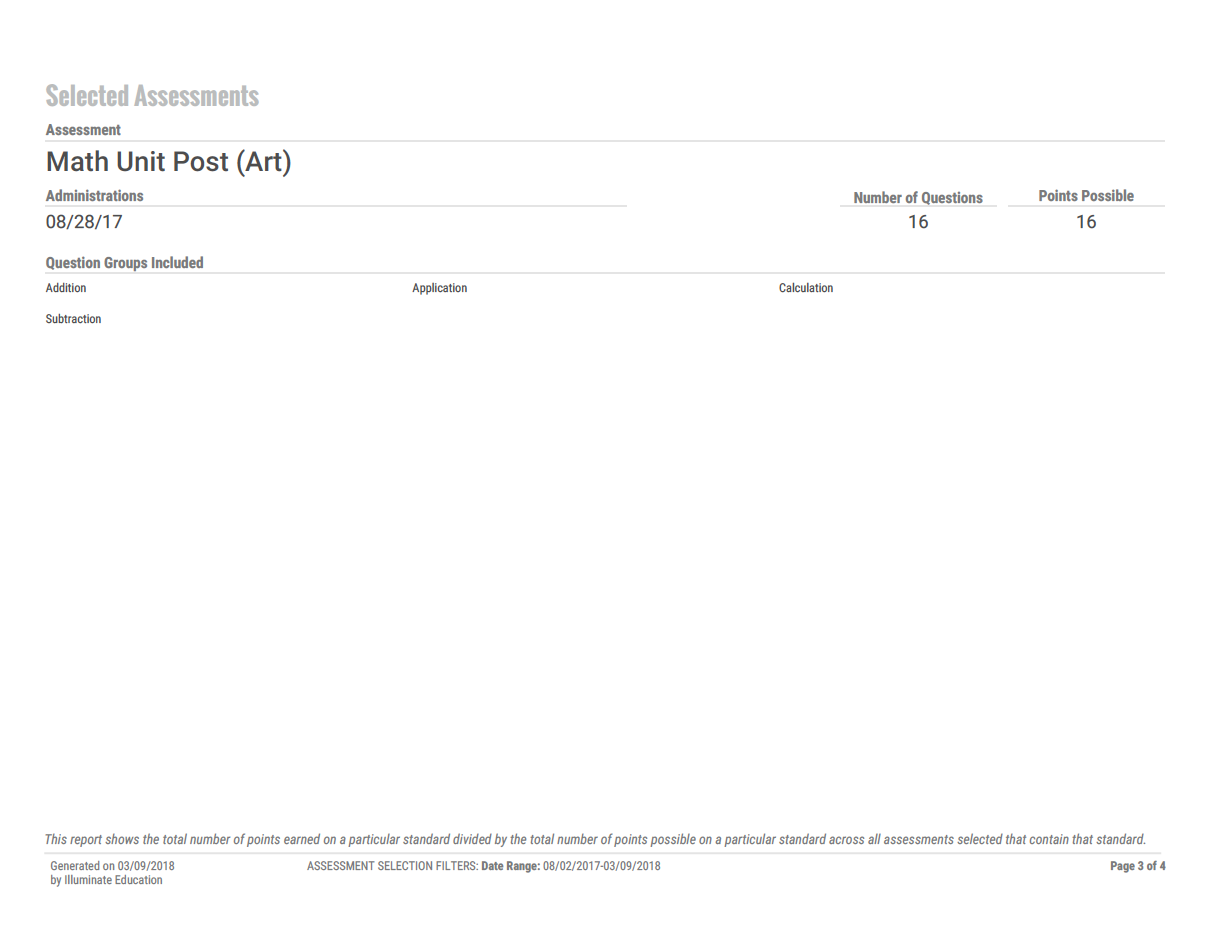 Selected Assessments
Assessment
Math Unit Post (Art)
Administrations Number of Questions Points Possible
08/28/17 16 16
Question Groups Included
Addition Application Calculation
Subtraction
This report shows the total number of points earned on a particular standard divided by the total number of points possible on a particular standard across all assessments selected that contain that standard.
Generated on 03/09/2018 ASSESSMENT SELECTION FILTERS: Date Range: 08/02/2017-03/09/2018 Page 3 of 4
by Illuminate Education